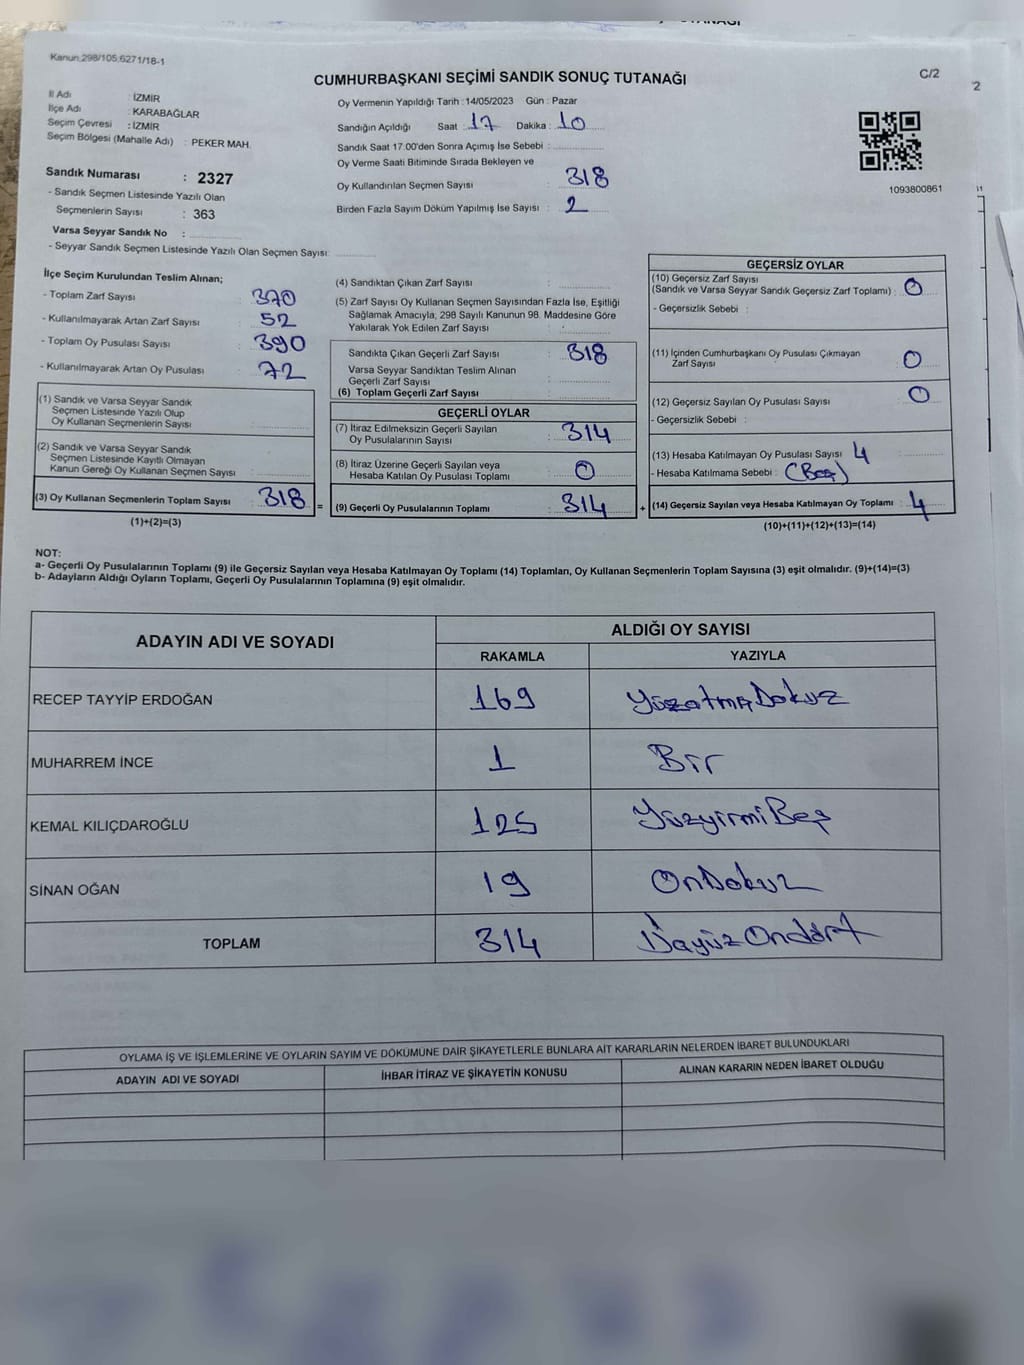 Kanun:298/105.6271/18-1
CUMHURBAŞKANI SEÇİMİ SANDIK SONUÇ TUTANAĞI
C/2
İl Adı : İZMİR
İlçe Adı : KARABAĞLAR
Seçim Çevresi : İZMİR
Seçim Bölgesi (Mahalle Adı) : PEKER MAH.
Sandık Numarası : 2327
- Sandık Seçmen Listesinde Yazılı Olan
Seçmenlerin Sayısı : 363
Varsa Seyyar Sandık No :
- Seyyar Sandık Seçmen Listesinde Yazılı Olan Seçmen Sayısı:
Oy Vermenin Yapıldığı Tarih :14/05/2023 Gün : Pazar
Sandığın Açıldığı Saat : 17 Dakika : 10
Sandık Saat 17:00'den Sonra Açımış İse Sebebi :
Oy Verme Saati Bitiminde Sırada Bekleyen ve
Oy Kullandırılan Seçmen Sayısı : 318
Birden Fazla Sayım Döküm Yapılmış İse Sayısı : 2
1093800861
İlçe Seçim Kurulundan Teslim Alınan;
- Toplam Zarf Sayısı : 370
- Kullanılmayarak Artan Zarf Sayısı : 52
- Toplam Oy Pusulası Sayısı : 390
- Kullanılmayarak Artan Oy Pusulası : 72
(1) Sandık ve Varsa Seyyar Sandık
Seçmen Listesinde Yazılı Olup
Oy Kullanan Seçmenlerin Sayısı :
(2) Sandık ve Varsa Seyyar Sandık
Seçmen Listesinde Kayıtlı Olmayan
Kanun Gereği Oy Kullanan Seçmen Sayısı :
(3) Oy Kullanan Seçmenlerin Toplam Sayısı : 318
(1)+(2)=(3)
=
(4) Sandıktan Çıkan Zarf Sayısı :
(5) Zarf Sayısı Oy Kullanan Seçmen Sayısından Fazla İse, Eşitliği
Sağlamak Amacıyla; 298 Sayılı Kanunun 98. Maddesine Göre
Yakılarak Yok Edilen Zarf Sayısı :
Sandıkta Çıkan Geçerli Zarf Sayısı : 318
Varsa Seyyar Sandıktan Teslim Alınan
Geçerli Zarf Sayısı :
(6) Toplam Geçerli Zarf Sayısı :
GEÇERLİ OYLAR
(7) İtiraz Edilmeksizin Geçerli Sayılan
Oy Pusulalarının Sayısı : 314
(8) İtiraz Üzerine Geçerli Sayılan veya
Hesaba Katılan Oy Pusulaları Toplamı : 0
(9) Geçerli Oy Pusulalarının Toplamı : 314
+
GEÇERSİZ OYLAR
(10) Geçersiz Zarf Sayısı
(Sandık ve Varsa Seyyar Sandık Geçersiz Zarf Toplamı) : 0
- Geçersizlik Sebebi :
(11) İçinden Cumhurbaşkanı Oy Pusulası Çıkmayan
Zarf Sayısı : 0
(12) Geçersiz Sayılan Oy Pusulası Sayısı : 0
- Geçersizlik Sebebi :
(13) Hesaba Katılmayan Oy Pusulası Sayısı : 4
- Hesaba Katılmama Sebebi : (Boş)
(14) Geçersiz Sayılan veya Hesaba Katılmayan Oy Toplamı : 4
(10)+(11)+(12)+(13)=(14)
NOT:
a- Geçerli Oy Pusulalarının Toplamı (9) ile Geçersiz Sayılan veya Hesaba Katılmayan Oy Toplamı (14) Toplamları, Oy Kullanan Seçmenlerin Toplam Sayısına (3) eşit olmalıdır. (9)+(14)=(3)
b- Adayların Aldığı Oyların Toplamı, Geçerli Oy Pusulalarının Toplamına (9) eşit olmalıdır.
ADAYIN ADI VE SOYADI ALDIĞI OY SAYISI
RAKAMLA YAZIYLA
RECEP TAYYİP ERDOĞAN 169 YüzatmışDokuz
MUHARREM İNCE 1 Bir
KEMAL KILIÇDAROĞLU 125 YüzyirmiBeş
SİNAN OĞAN 19 OnDokuz
TOPLAM 314 ÜçyüzOndört
OYLAMA İŞ VE İŞLEMLERİNE VE OYLARIN SAYIM VE DÖKÜMÜNE DAİR ŞİKAYETLERLE BUNLARA AİT KARARLARIN NELERDEN İBARET BULUNDUKLARI
ADAYIN ADI VE SOYADI İHBAR İTİRAZ VE ŞİKAYETİN KONUSU ALINAN KARARIN NEDEN İBARET OLDUĞU